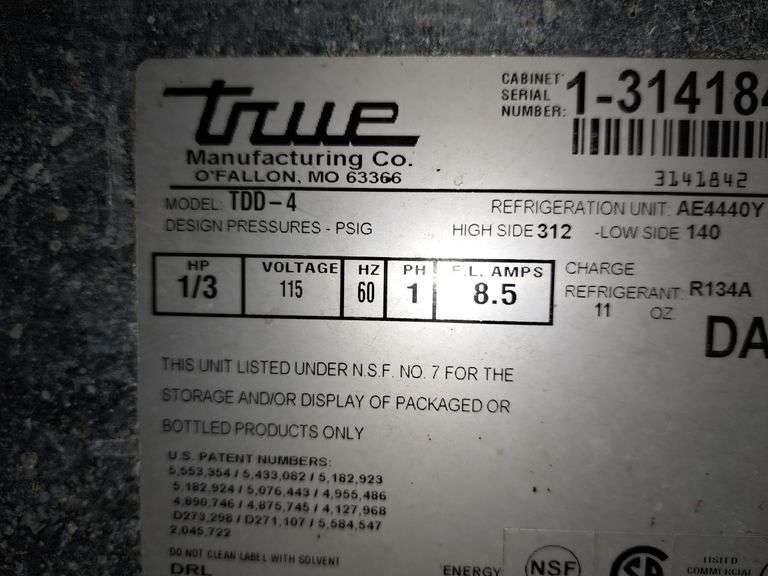 true
Manufacturing Co.
O'FALLON, MO 63366
CABINET
SERIAL
NUMBER: 1-314184
3141842
MODEL: TDD-4
REFRIGERATION UNIT: AE4440Y
DESIGN PRESSURES - PSIG HIGH SIDE 312 -LOW SIDE 140
HP VOLTAGE HZ PH F.L. AMPS
1/3 115 60 1 8.5
CHARGE
REFRIGERANT: R134A
11 OZ.
DA
THIS UNIT LISTED UNDER N.S.F. NO. 7 FOR THE
STORAGE AND/OR DISPLAY OF PACKAGED OR
BOTTLED PRODUCTS ONLY
U.S. PATENT NUMBERS:
5,553,354 / 5,433,082 / 5,182,923
5,182,924 / 5,076,443 / 4,955,486
4,890,746 / 4,875,745 / 4,127,968
D273,298 / D271,107 / 5,584,547
2,045,722
DO NOT CLEAN LABEL WITH SOLVENT
DRL
ENERGY
NSF
SA
LISTED
COMMERCIAL